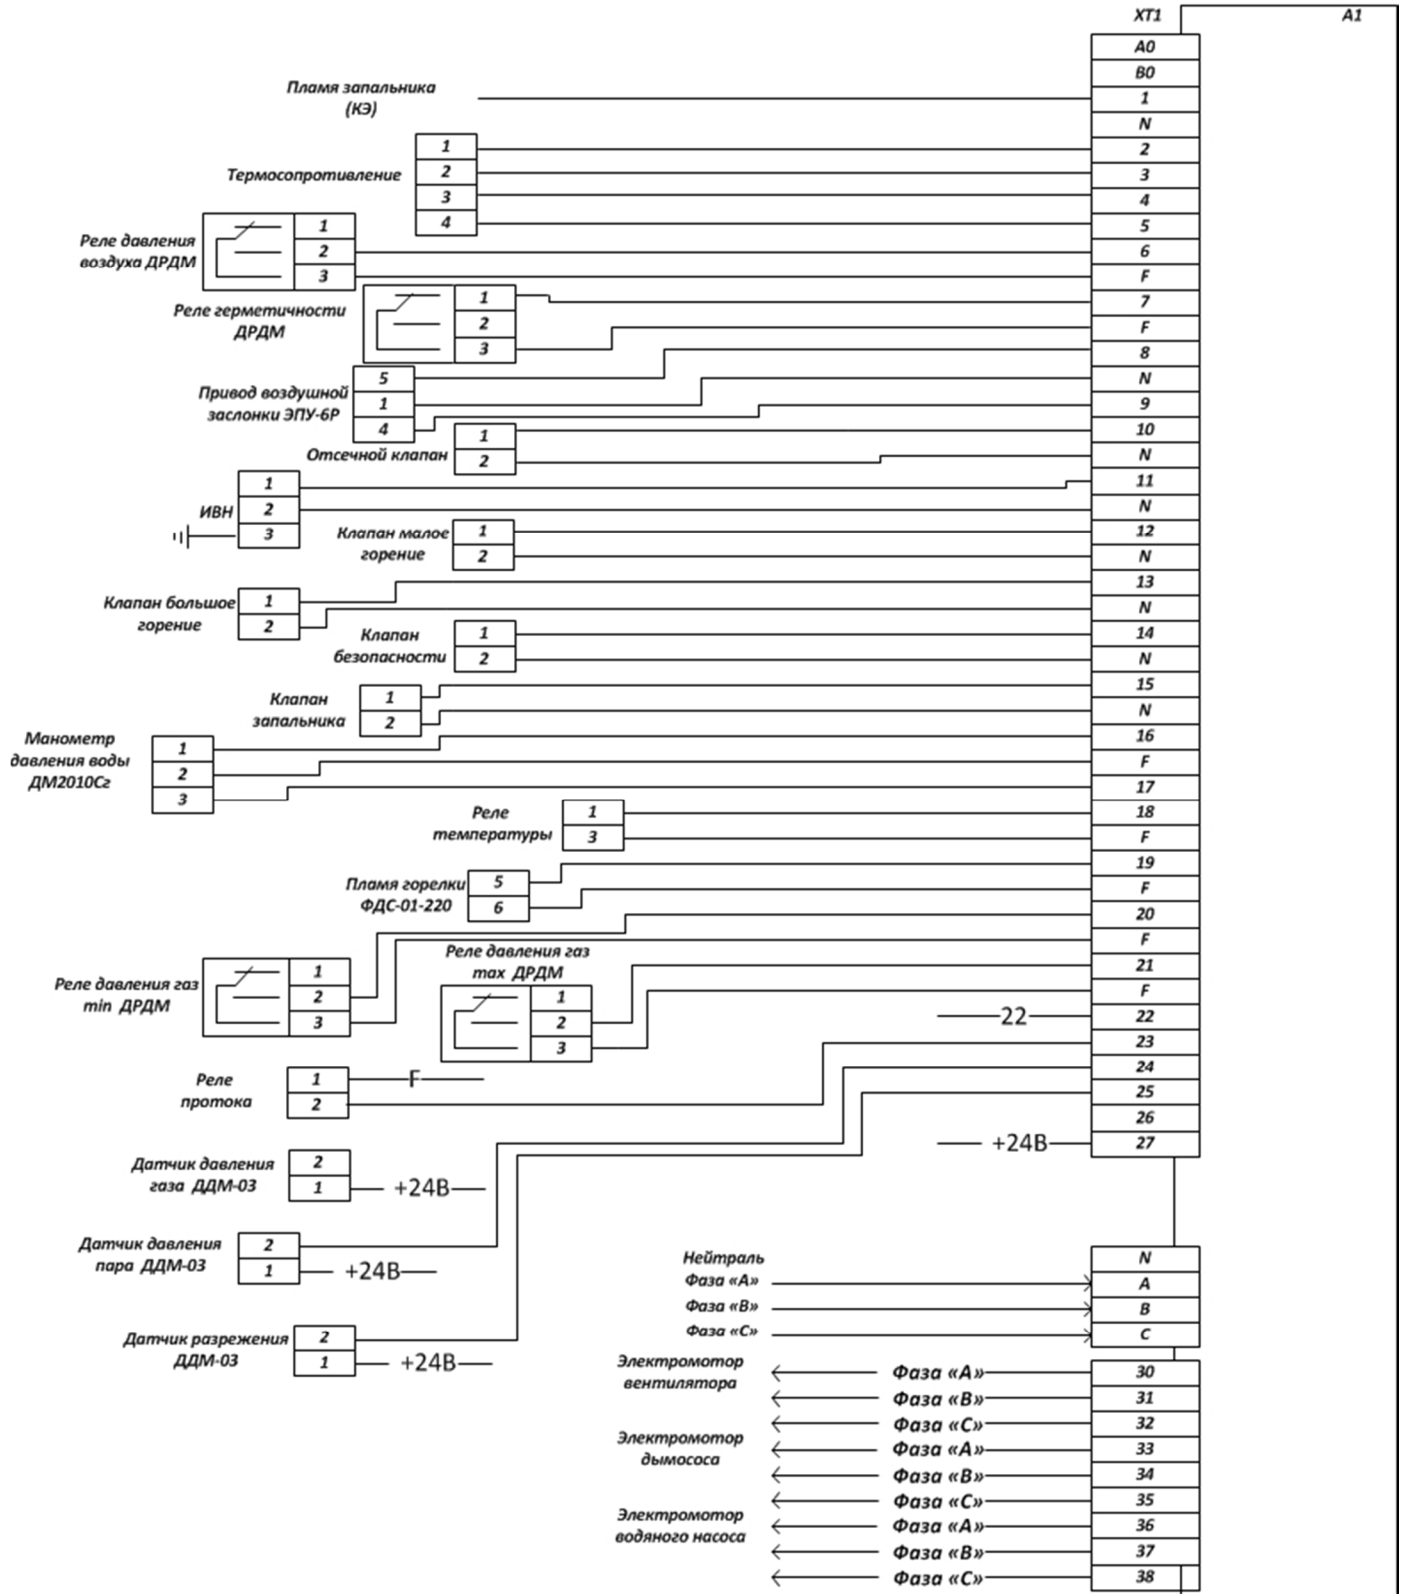 XT1
A1
A0
B0
Пламя запальника
(КЭ)
1
N
Термосопротивление
1
2
3
4
2
3
4
5
Реле давления
воздуха ДРДМ
1
2
3
6
F
Реле герметичности
ДРДМ
1
2
3
7
F
Привод воздушной
заслонки ЭПУ-6Р
5
1
4
8
N
9
Отсечной клапан
1
2
10
N
ИВН
1
2
3
11
N
Клапан малое
горение
1
2
12
N
Клапан большое
горение
1
2
13
N
Клапан
безопасности
1
2
14
N
Клапан
запальника
1
2
15
N
Манометр
давления воды
ДМ2010Сг
1
2
3
16
F
17
Реле
температуры
1
3
18
F
Пламя горелки
ФДС-01-220
5
6
19
F
Реле давления газ
min ДРДМ
1
2
3
20
F
Реле давления газ
max ДРДМ
1
2
3
21
F
22
22
Реле
протока
1
2
F
23
24
25
26
+24В
27
Датчик давления
газа ДДМ-03
2
1
+24В
Датчик давления
пара ДДМ-03
2
1
+24В
Датчик разрежения
ДДМ-03
2
1
+24В
Нейтраль
N
Фаза «А»
A
Фаза «В»
B
Фаза «С»
C
Электромотор
вентилятора
Фаза «А»
30
Фаза «В»
31
Фаза «С»
32
Электромотор
дымососа
Фаза «А»
33
Фаза «В»
34
Фаза «С»
35
Электромотор
водяного насоса
Фаза «А»
36
Фаза «В»
37
Фаза «С»
38